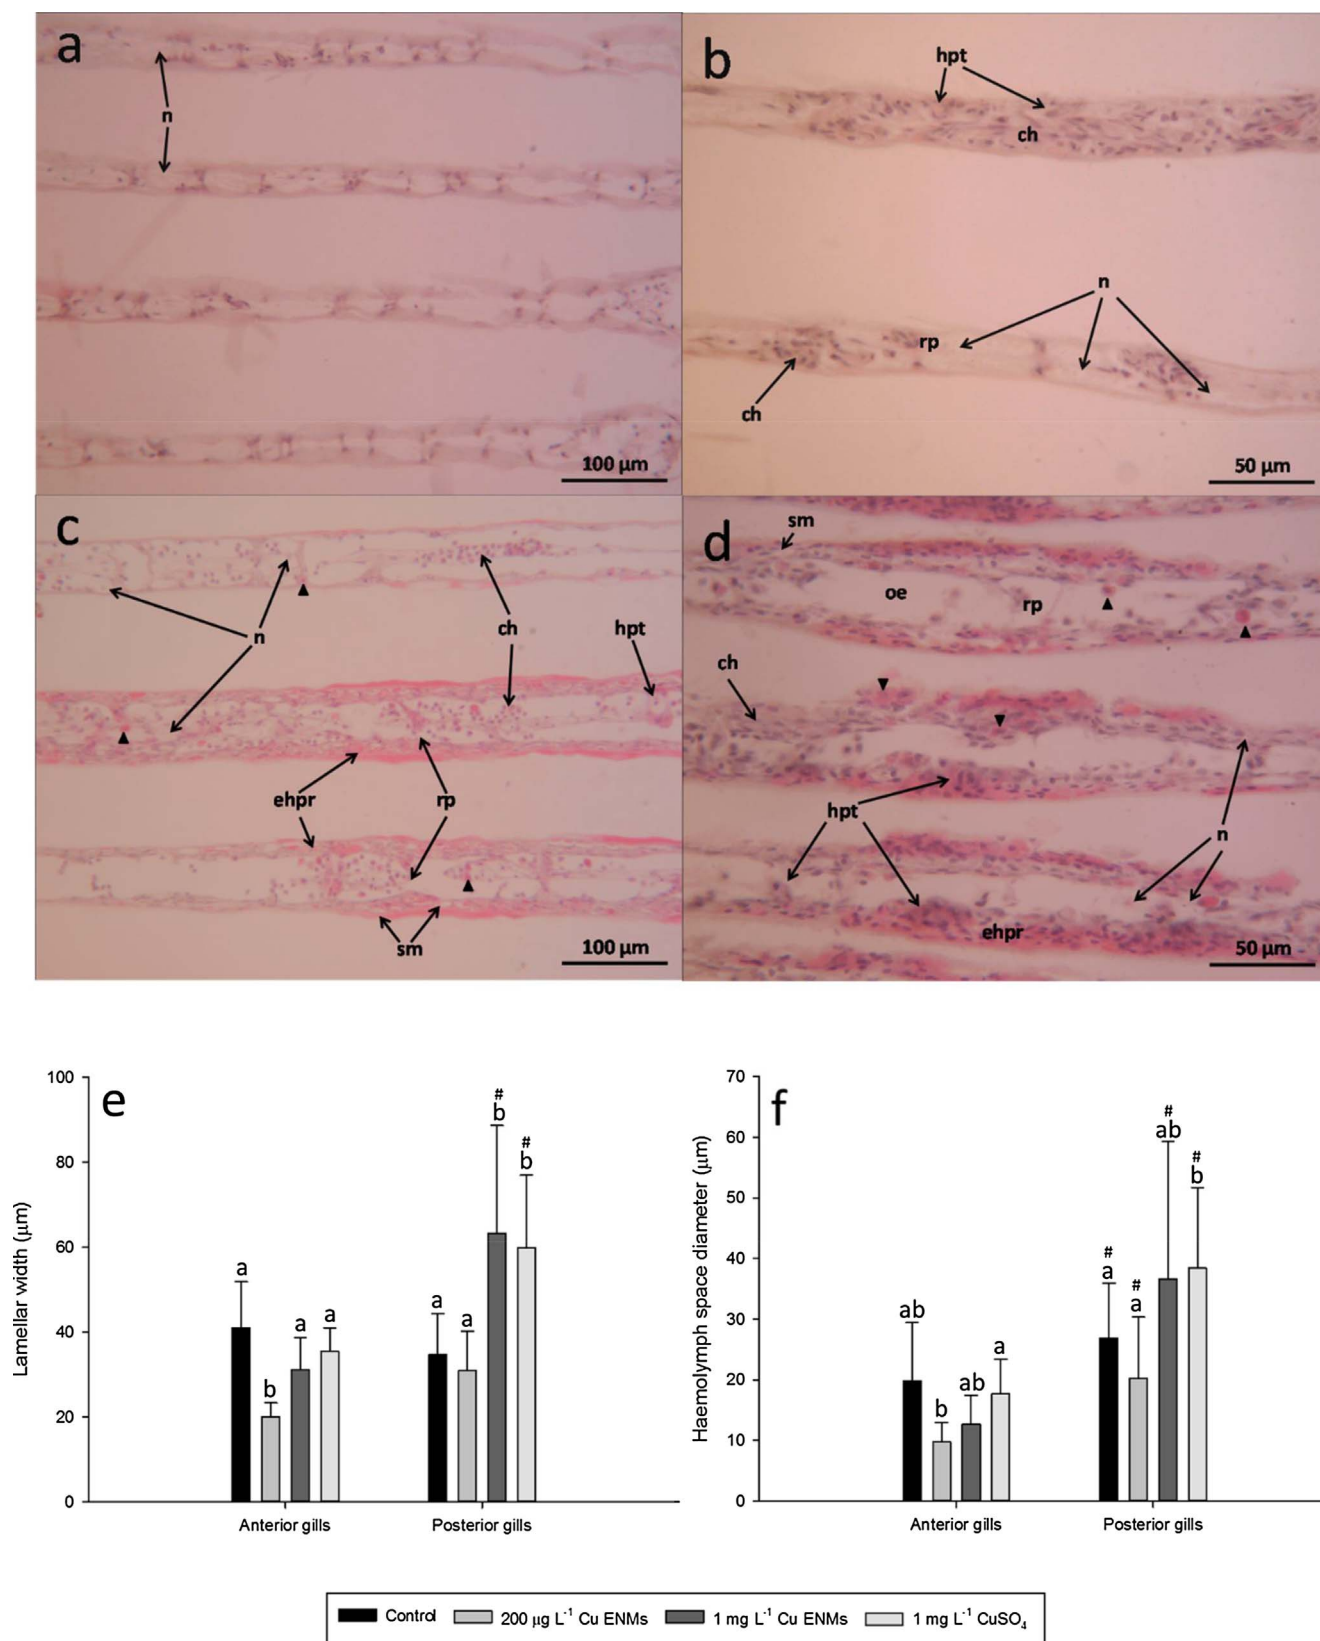 a
n
100 µm
b
hpt
ch
n
rp
ch
50 µm
c
n
ch
hpt
ehpr
rp
sm
100 µm
d
sm
oe
rp
ch
hpt
n
ehpr
50 µm
e
Lamellar width (µm)
100
80
60
40
20
0
a
b
a
a
a
a
#
b
#
b
Anterior gills
Posterior gills
f
Haemolymph space diameter (µm)
70
60
50
40
30
20
10
0
ab
b
ab
a
#
a
#
a
#
ab
#
b
Anterior gills
Posterior gills
Control 200 µg L⁻¹ Cu ENMs 1 mg L⁻¹ Cu ENMs 1 mg L⁻¹ CuSO₄